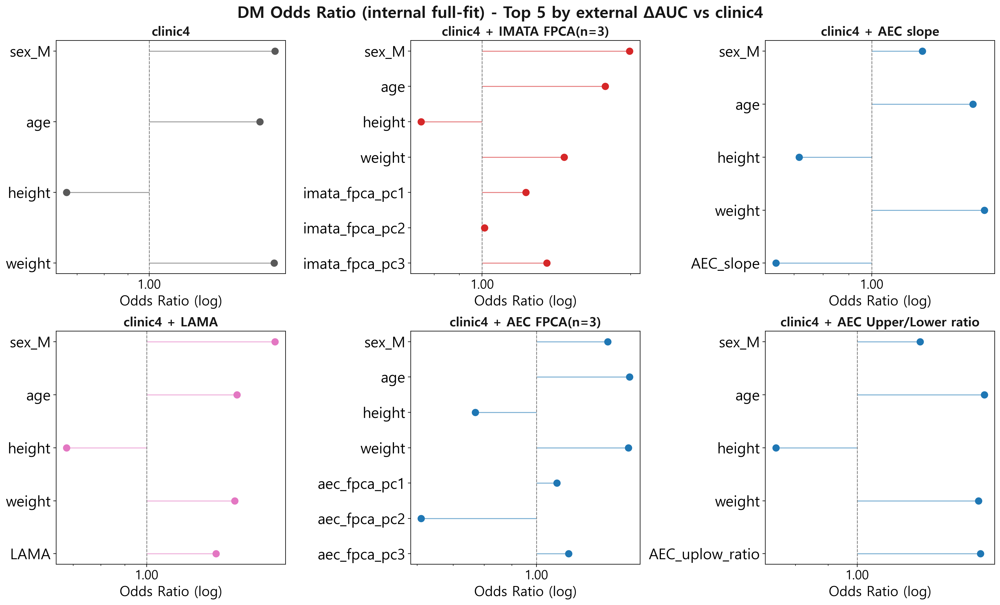 DM Odds Ratio (internal full-fit) - Top 5 by external ΔAUC vs clinic4
clinic4
sex_M
age
height
weight
1.00
Odds Ratio (log)
clinic4 + IMATA FPCA(n=3)
sex_M
age
height
weight
imata_fpca_pc1
imata_fpca_pc2
imata_fpca_pc3
1.00
Odds Ratio (log)
clinic4 + AEC slope
sex_M
age
height
weight
AEC_slope
1.00
Odds Ratio (log)
clinic4 + LAMA
sex_M
age
height
weight
LAMA
1.00
Odds Ratio (log)
clinic4 + AEC FPCA(n=3)
sex_M
age
height
weight
aec_fpca_pc1
aec_fpca_pc2
aec_fpca_pc3
1.00
Odds Ratio (log)
clinic4 + AEC Upper/Lower ratio
sex_M
age
height
weight
AEC_uplow_ratio
1.00
Odds Ratio (log)